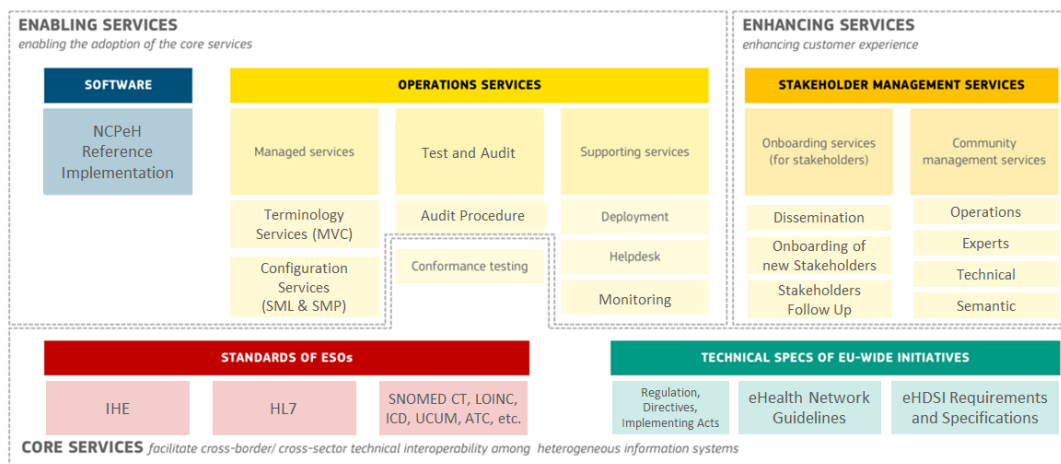 ENABLING SERVICES
enabling the adoption of the core services
SOFTWARE
NCPeH
Reference
Implementation
OPERATIONS SERVICES
Managed services
Terminology
Services (MVC)
Configuration
Services
(SML & SMP)
Test and Audit
Audit Procedure
Conformance testing
Supporting services
Deployment
Helpdesk
Monitoring
ENHANCING SERVICES
enhancing customer experience
STAKEHOLDER MANAGEMENT SERVICES
Onboarding services
(for stakeholders)
Dissemination
Onboarding of
new Stakeholders
Stakeholders
Follow Up
Community
management services
Operations
Experts
Technical
Semantic
STANDARDS OF ESOs
IHE
HL7
SNOMED CT, LOINC,
ICD, UCUM, ATC, etc.
TECHNICAL SPECS OF EU-WIDE INITIATIVES
Regulation,
Directives,
Implementing Acts
eHealth Network
Guidelines
eHDSI Requirements
and Specifications
CORE SERVICES facilitate cross-border/ cross-sector technical interoperability among heterogeneous information systems